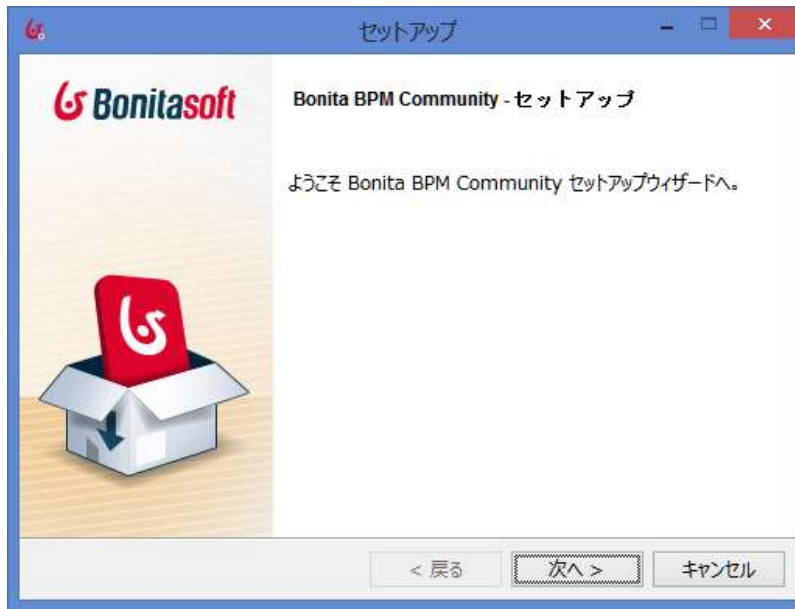 セットアップ
Bonitasoft
Bonita BPM Community - セットアップ
ようこそ Bonita BPM Community セットアップウィザードへ。
< 戻る
次へ >
キャンセル